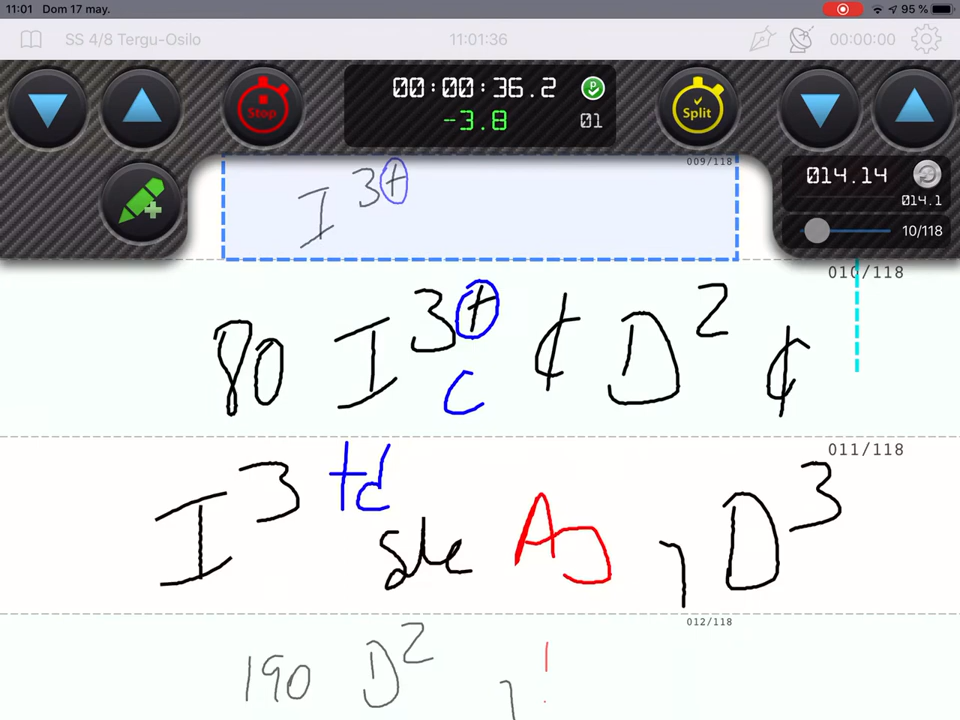 11:01 Dom 17 may. 95 %
SS 4/8 Tergu-Osilo 11:01:36 00:00:00
Stop 00:00:36.2 P Split
-3.8 01
009/118
014.14
014.1
10/118
I 3+
010/118
80 I 3+ ¢ D 2 ¢
c
011/118
I 3 td sle D 3
012/118
190 D 2 !